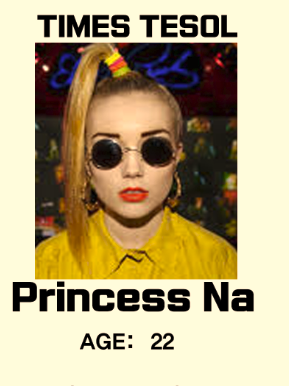 TIMES TESOL
Princess Na
AGE: 22